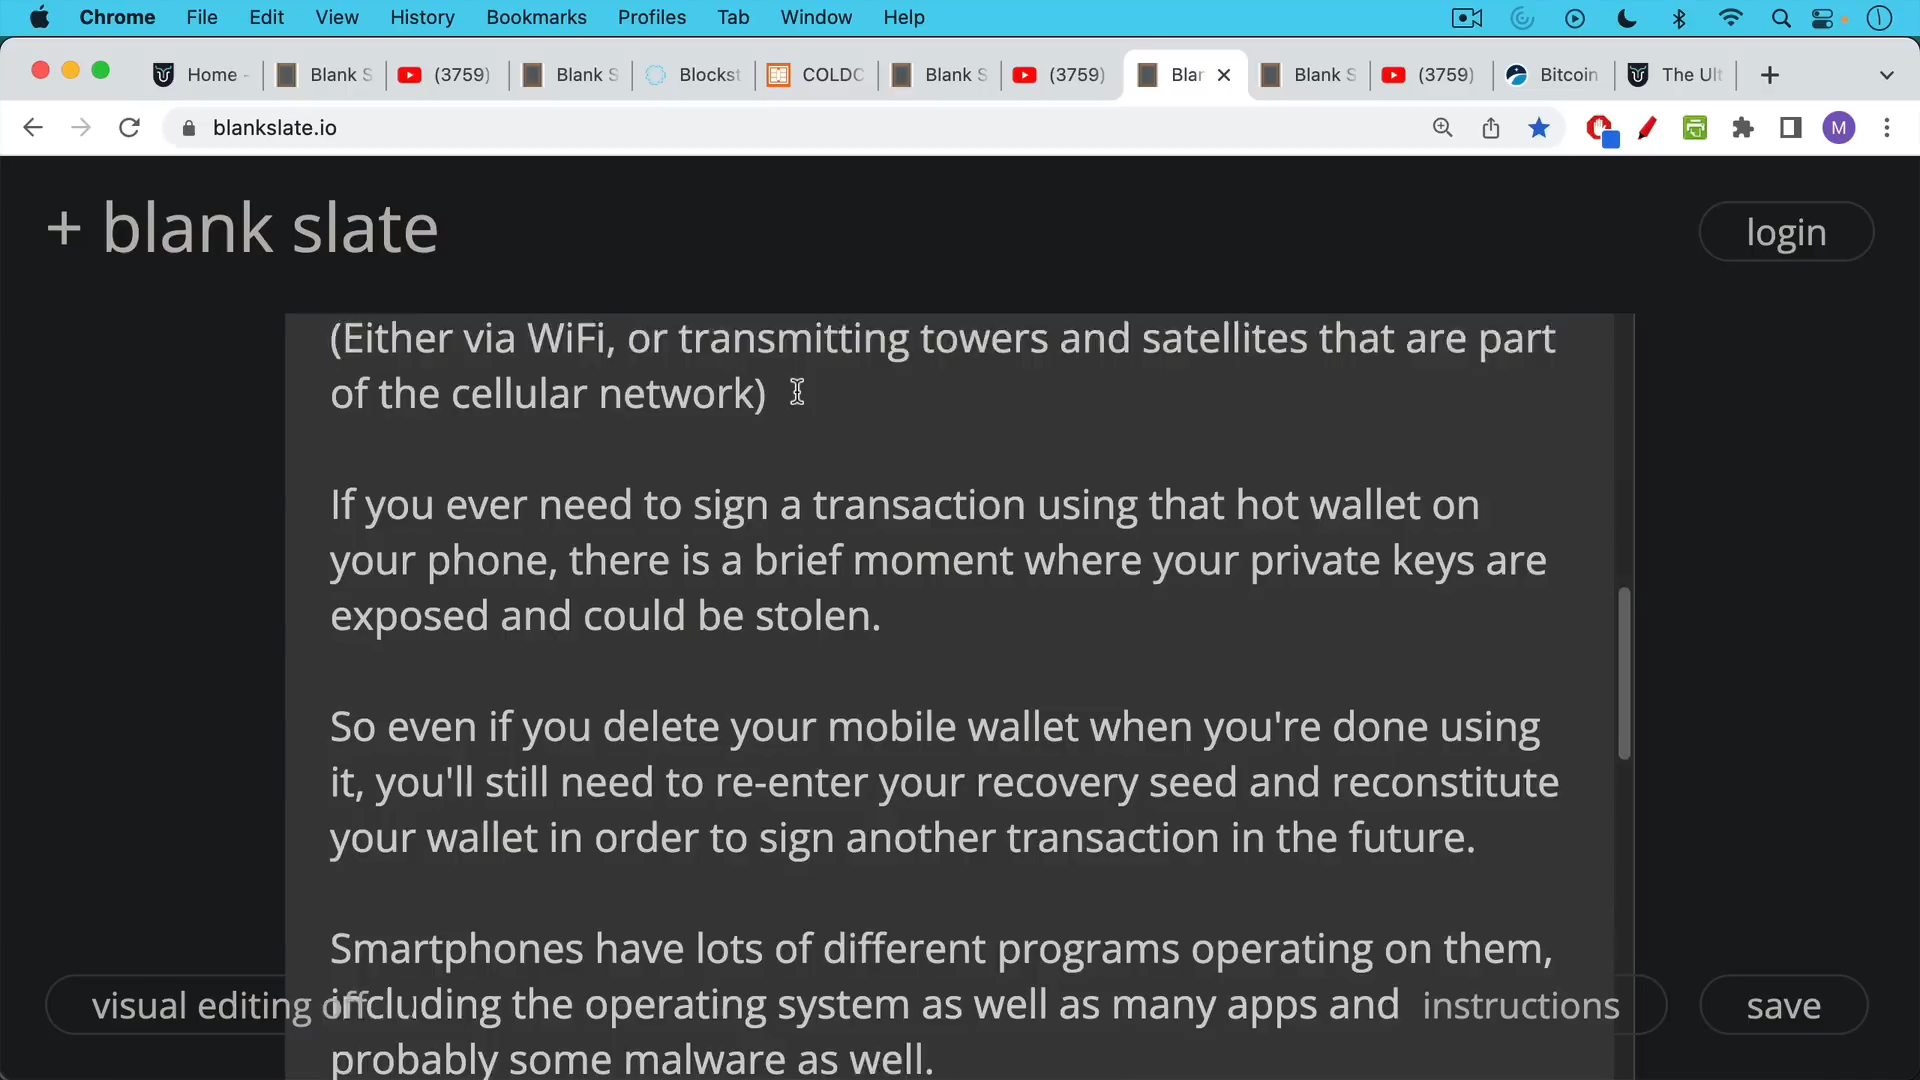 Chrome File Edit View History Bookmarks Profiles Tab Window Help
Home - Blank S (3759) Blank S Blockst COLDC Blank S (3759) Blan Blank S (3759) Bitcoin The Ult
blankslate.io
M
+ blank slate
login
(Either via WiFi, or transmitting towers and satellites that are part
of the cellular network)
If you ever need to sign a transaction using that hot wallet on
your phone, there is a brief moment where your private keys are
exposed and could be stolen.
So even if you delete your mobile wallet when you're done using
it, you'll still need to re-enter your recovery seed and reconstitute
your wallet in order to sign another transaction in the future.
Smartphones have lots of different programs operating on them,
visual editing off
including the operating system as well as many apps and
instructions
save
probably some malware as well.